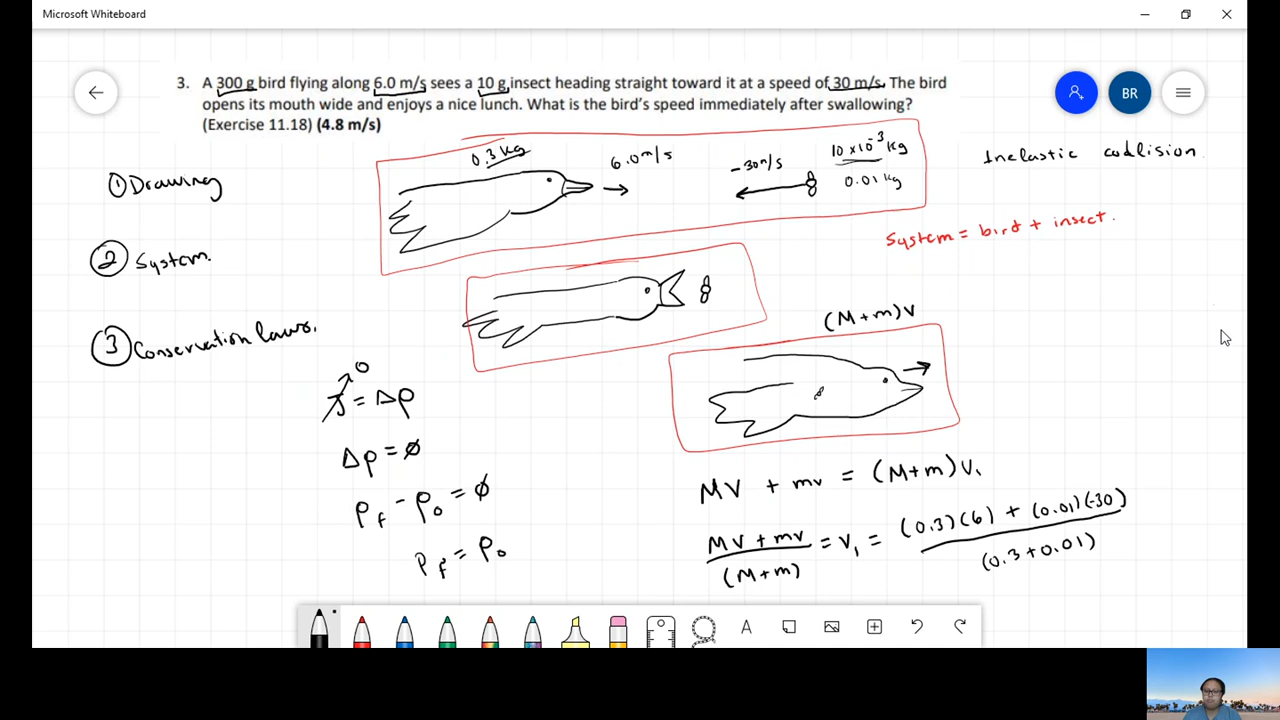 Microsoft Whiteboard
BR
3. A 300 g bird flying along 6.0 m/s sees a 10 g insect heading straight toward it at a speed of 30 m/s. The bird
opens its mouth wide and enjoys a nice lunch. What is the bird's speed immediately after swallowing?
(Exercise 11.18) (4.8 m/s)
① Drawing
0.3 kg
6.0 m/s
-30 m/s
10 x 10⁻³ kg
0.01 kg
Inelastic collision
System = bird + insect.
② System.
③ Conservation laws.
(M+m)V
J = Δp
0
Δp = ∅
Pf - Po = ∅
Pf = Po
MV + mv = (M+m)V₁
MV + mv / (M+m) = V₁ = (0.3)(6) + (0.01)(-30) / (0.3+0.01)
A